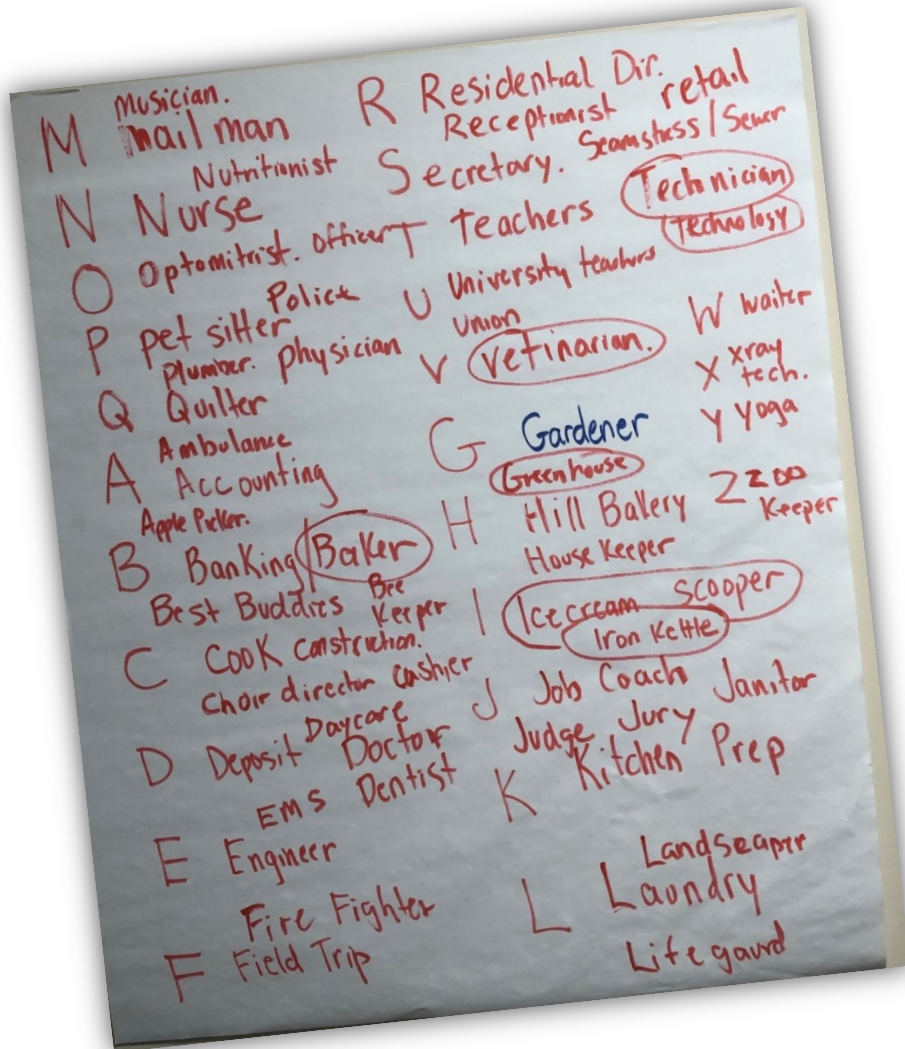 Musician.
M mail man
Nutritionist
N Nurse
O Optomitrist. officer
Police
P pet sitter
Plumber. physician
Q Quilter
Ambulance
A Accounting
Apple Picker.
B Banking/Baker
Best Buddies Bee Keeper
C Cook construction.
Choir director cashier
Daycare
D Deposit Doctor
EMS Dentist
E Engineer
Fire Fighter
F Field Trip
R Residential Dir.
Receptionist retail
Secretary. Seamstress/Sewer
T teachers Technician
Technology
U University teachers
Union
V vetinarian.
W waiter
X xray tech.
Y yoga
G Gardener
Greenhouse
Z zoo Keeper
H Hill Bakery
House Keeper
I Icecream scooper
Iron Kettle
J Job Coach Janitor
Judge Jury
K Kitchen Prep
Landscaper
L Laundry
Lifegaurd